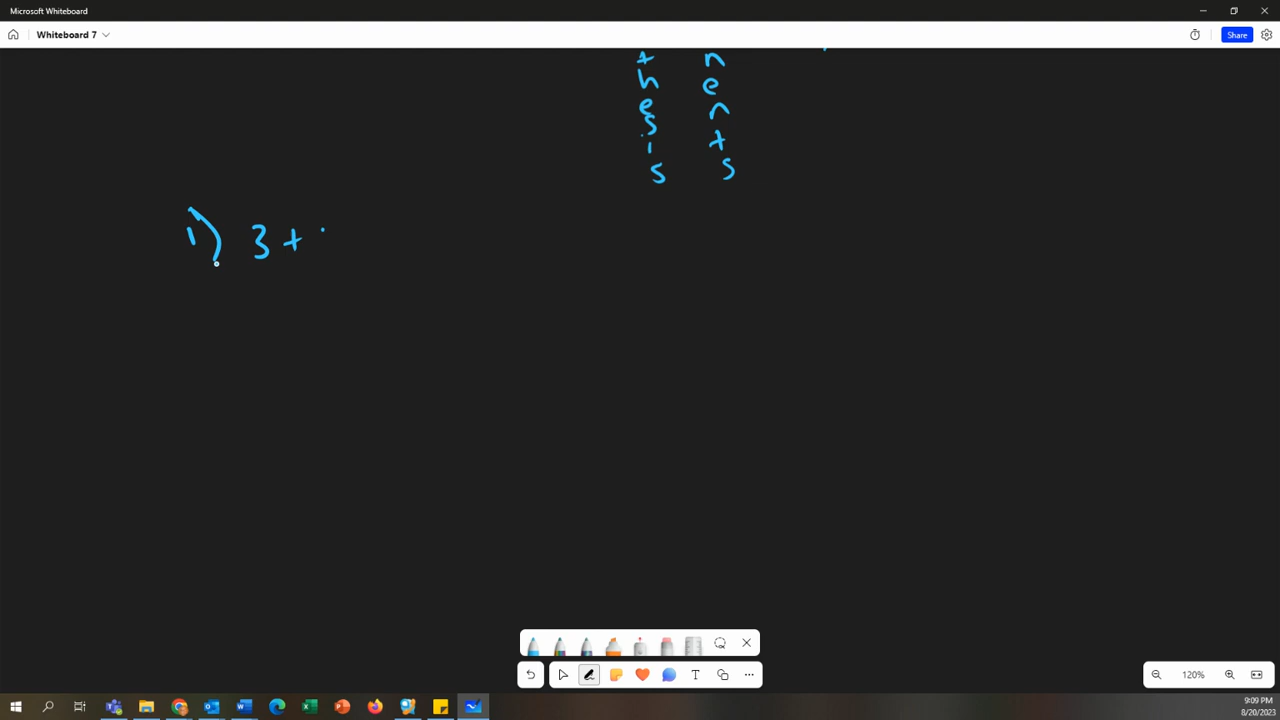 Microsoft Whiteboard
Whiteboard 7
Share
thesis
nents
1) 3 +
120%
9:09 PM
8/20/2023